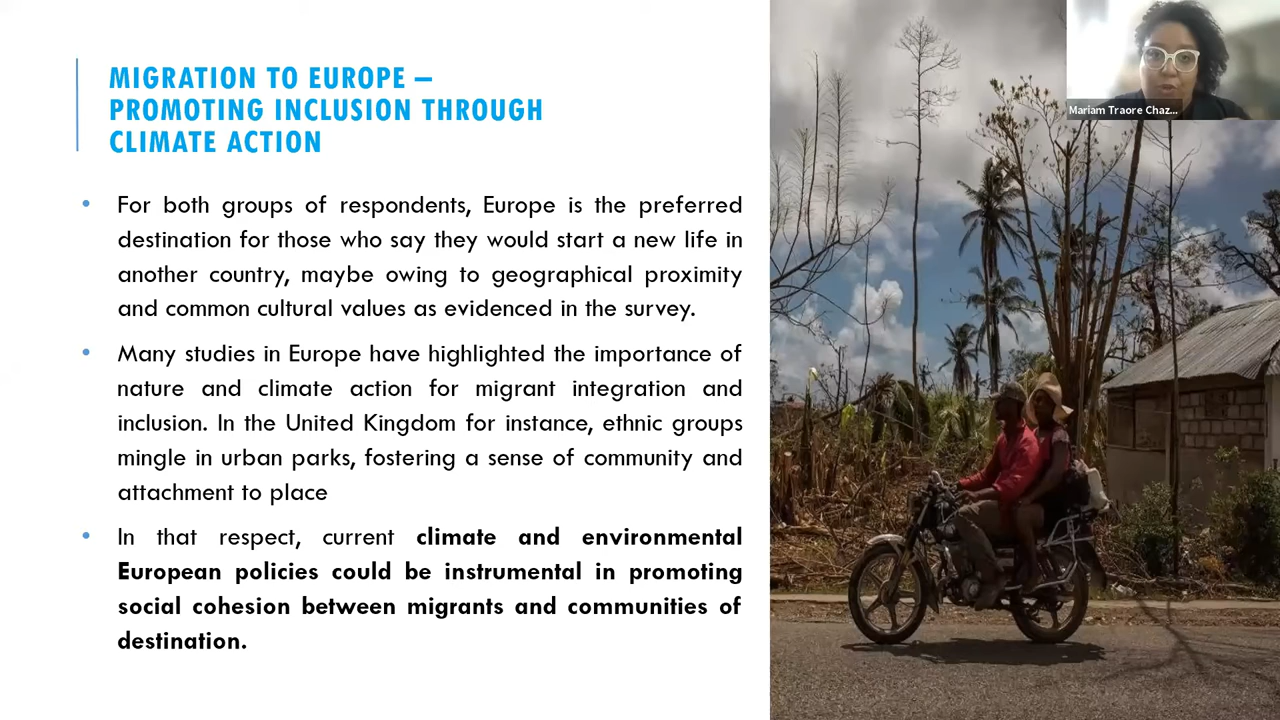 MIGRATION TO EUROPE –
PROMOTING INCLUSION THROUGH
CLIMATE ACTION
Mariam Traore Chaz...
• For both groups of respondents, Europe is the preferred
destination for those who say they would start a new life in
another country, maybe owing to geographical proximity
and common cultural values as evidenced in the survey.
• Many studies in Europe have highlighted the importance of
nature and climate action for migrant integration and
inclusion. In the United Kingdom for instance, ethnic groups
mingle in urban parks, fostering a sense of community and
attachment to place
• In that respect, current climate and environmental
European policies could be instrumental in promoting
social cohesion between migrants and communities of
destination.